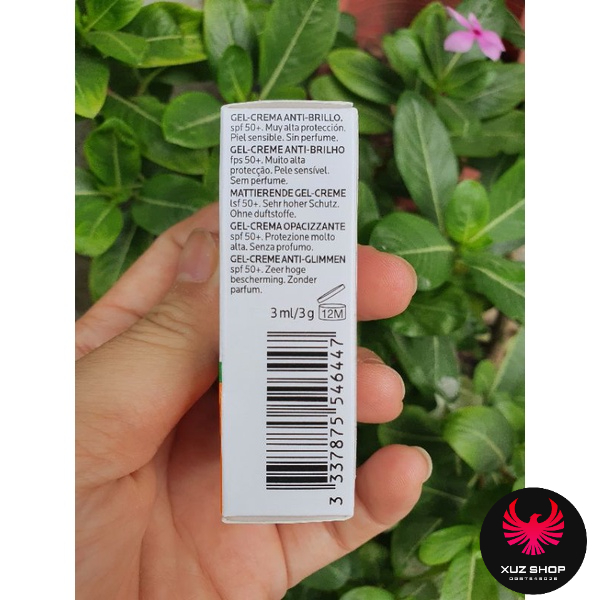 GEL-CREMA ANTI-BRILLO.
spf 50+. Muy alta protección.
Piel sensible. Sin perfume.
GEL-CREME ANTI-BRILHO
fps 50+. Muito alta
protecção. Pele sensível.
Sem perfume.
MATTIERENDE GEL-CREME
lsf 50+. Sehr hoher Schutz.
Ohne duftstoffe.
GEL-CREMA OPACIZZANTE
spf 50+. Protezione molto
alta. Senza profumo.
GEL-CREME ANTI-GLIMMEN
spf 50+. Zeer hoge
bescherming. Zonder
parfum.
3 ml/3 g 12M
3 337875 546447
XUZ SHOP